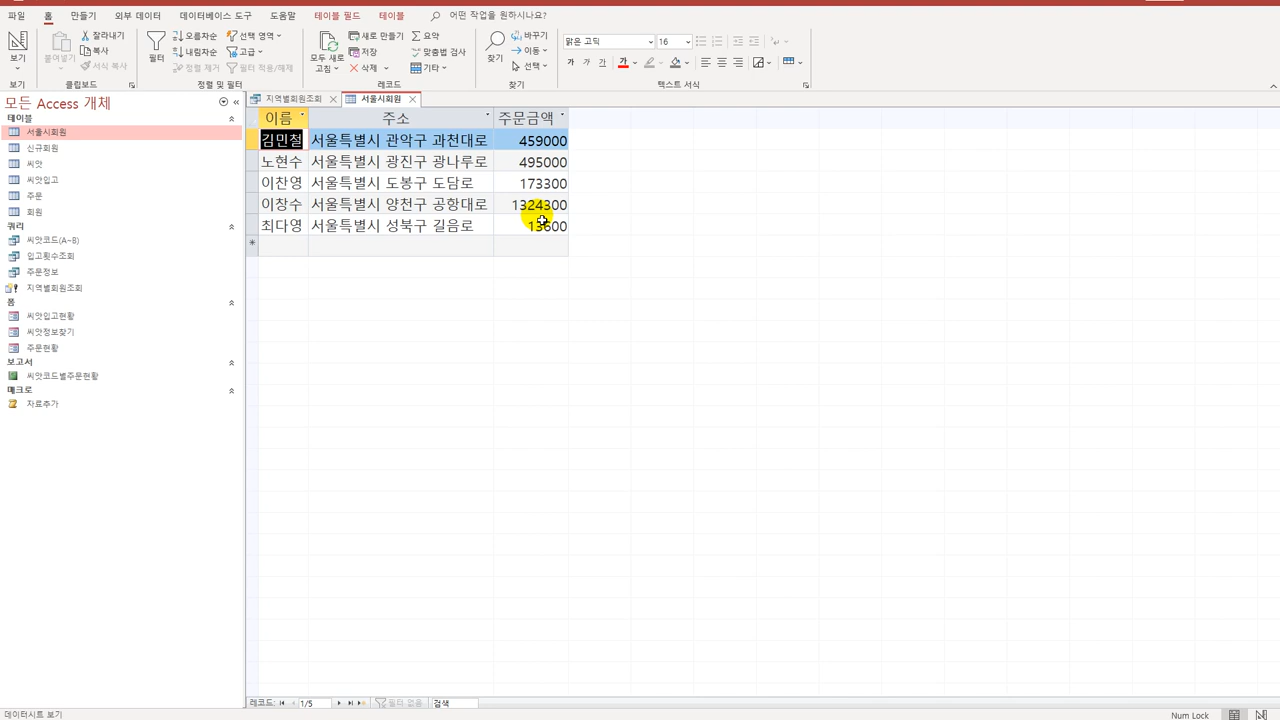 파일 홈 만들기 외부 데이터 데이터베이스 도구 도움말 테이블 필드 테이블 어떤 작업을 원하시나요?
보기
붙여넣기
잘라내기
복사
서식 복사
클립보드
필터
오름차순
내림차순
정렬 제거
선택 영역
고급
필터 적용/해제
정렬 및 필터
모두 새로 고침
새로 만들기
저장
삭제
요약
맞춤법 검사
기타
레코드
찾기
바꾸기
이동
선택
찾기
맑은 고딕 16
가 가 가 가
텍스트 서식
모든 Access 개체
테이블
서울시회원
신규회원
씨앗
씨앗입고
주문
회원
쿼리
씨앗코드(A~B)
입고횟수조회
주문정보
지역별회원조회
폼
씨앗입고현황
씨앗정보찾기
주문현황
보고서
씨앗코드별주문현황
매크로
자료추가
지역별회원조회 서울시회원
이름 주소 주문금액
김민철 서울특별시 관악구 과천대로 459000
노현수 서울특별시 광진구 광나루로 495000
이찬영 서울특별시 도봉구 도담로 173300
이창수 서울특별시 양천구 공항대로 1324300
최다영 서울특별시 성북구 길음로 13600
레코드: 1/5 필터 없음 검색
데이터시트 보기 Num Lock